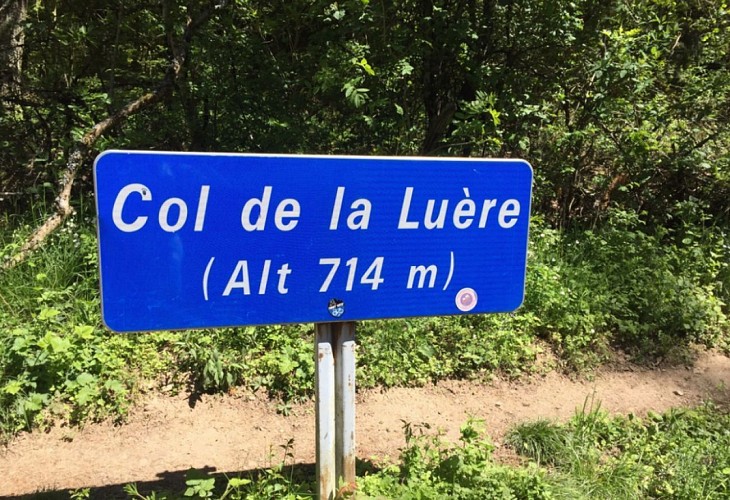 Col de la Luère
(Alt 714 m)